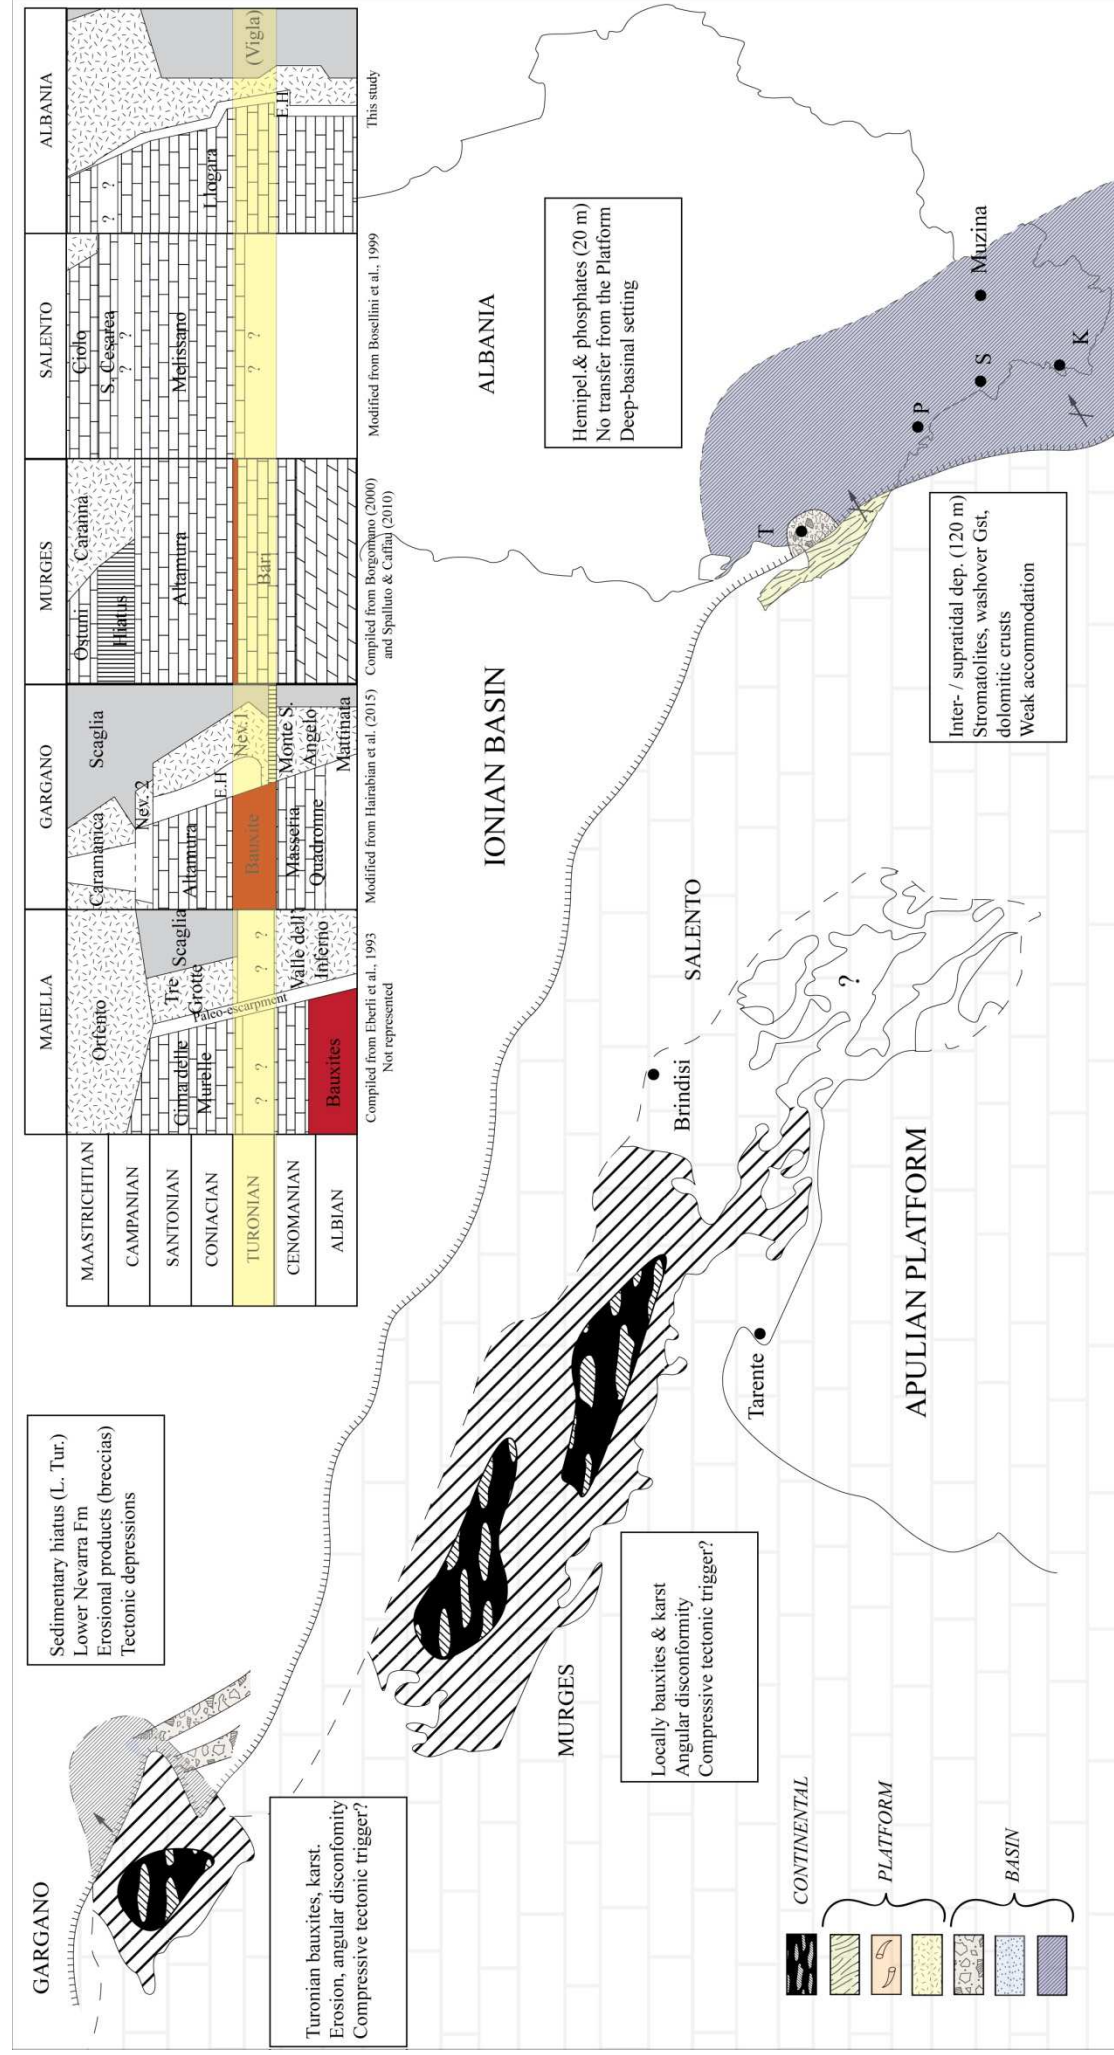 MAIELLA
GARGANO
MURGES
SALENTO
ALBANIA
MAASTRICHTIAN
CAMPANIAN
SANTONIAN
CONIACIAN
TURONIAN
CENOMANIAN
ALBIAN
Orfento
Cima delle
Murelle
Tre
Grotte
Scaglia
Paleo-escarpment
? ? ? ?
Valle dell'
Inferno
Bauxites
Caramanica
Scaglia
Nev. 2
Altamura
E.H
Bauxite
Nev.1
Masseria
Quadronne
Monte S.
Angelo
Mattinata
Ostuni
Caranna
Hiatus
Altamura
Bari
Ciolo
S. Cesarea
? ?
Melissano
? ?
? ?
Llogara
E.H
(Vigla)
Compiled from Eberli et al., 1993
Not represented
Modified from Hairabian et al. (2015)
Compiled from Borgomano (2000)
and Spalluto & Caffau (2010)
Modified from Bosellini et al., 1999
This study
Sedimentary hiatus (L. Tur.)
Lower Nevarra Fm
Erosional products (breccias)
Tectonic depressions
GARGANO
Turonian bauxites, karst.
Erosion, angular disconfomity
Compressive tectonic trigger?
IONIAN BASIN
ALBANIA
Hemipel.& phosphates (20 m)
No transfer from the Platform
Deep-basinal setting
T
P
S
K
Muzina
Inter- / supratidal dep. (120 m)
Stromatolites, washover Gst,
dolomitic crusts
Weak accommodation
SALENTO
?
Brindisi
Tarente
APULIAN PLATFORM
MURGES
Locally bauxites & karst
Angular disconformity
Compressive tectonic trigger?
CONTINENTAL
PLATFORM
BASIN